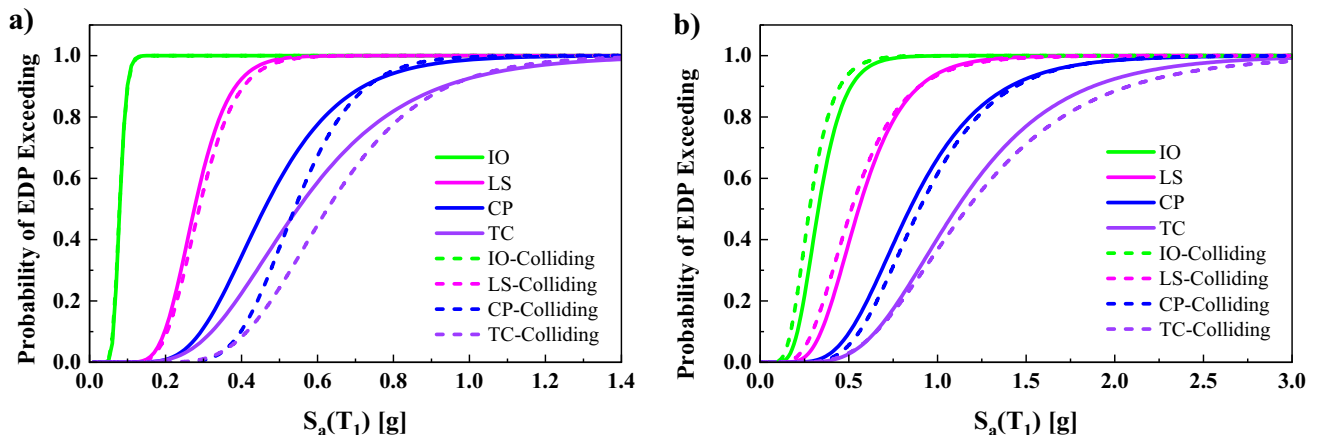 a)
Probability of EDP Exceeding
1.0
0.8
0.6
0.4
0.2
0.0
0.0 0.2 0.4 0.6 0.8 1.0 1.2 1.4
Sa(T1) [g]
IO
LS
CP
TC
IO-Colliding
LS-Colliding
CP-Colliding
TC-Colliding
b)
Probability of EDP Exceeding
1.0
0.8
0.6
0.4
0.2
0.0
0.0 0.5 1.0 1.5 2.0 2.5 3.0
Sa(T1) [g]
IO
LS
CP
TC
IO-Colliding
LS-Colliding
CP-Colliding
TC-Colliding